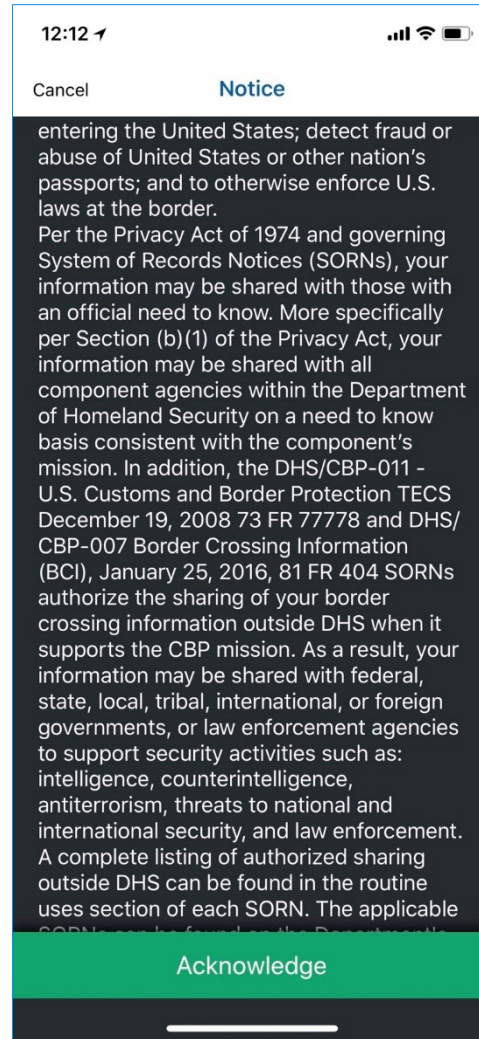 12:12
Cancel
Notice
entering the United States; detect fraud or
abuse of United States or other nation's
passports; and to otherwise enforce U.S.
laws at the border.
Per the Privacy Act of 1974 and governing
System of Records Notices (SORNs), your
information may be shared with those with
an official need to know. More specifically
per Section (b)(1) of the Privacy Act, your
information may be shared with all
component agencies within the Department
of Homeland Security on a need to know
basis consistent with the component's
mission. In addition, the DHS/CBP-011 -
U.S. Customs and Border Protection TECS
December 19, 2008 73 FR 77778 and DHS/
CBP-007 Border Crossing Information
(BCI), January 25, 2016, 81 FR 404 SORNs
authorize the sharing of your border
crossing information outside DHS when it
supports the CBP mission. As a result, your
information may be shared with federal,
state, local, tribal, international, or foreign
governments, or law enforcement agencies
to support security activities such as:
intelligence, counterintelligence,
antiterrorism, threats to national and
international security, and law enforcement.
A complete listing of authorized sharing
outside DHS can be found in the routine
uses section of each SORN. The applicable
SORNs can be found on the Department's
Acknowledge